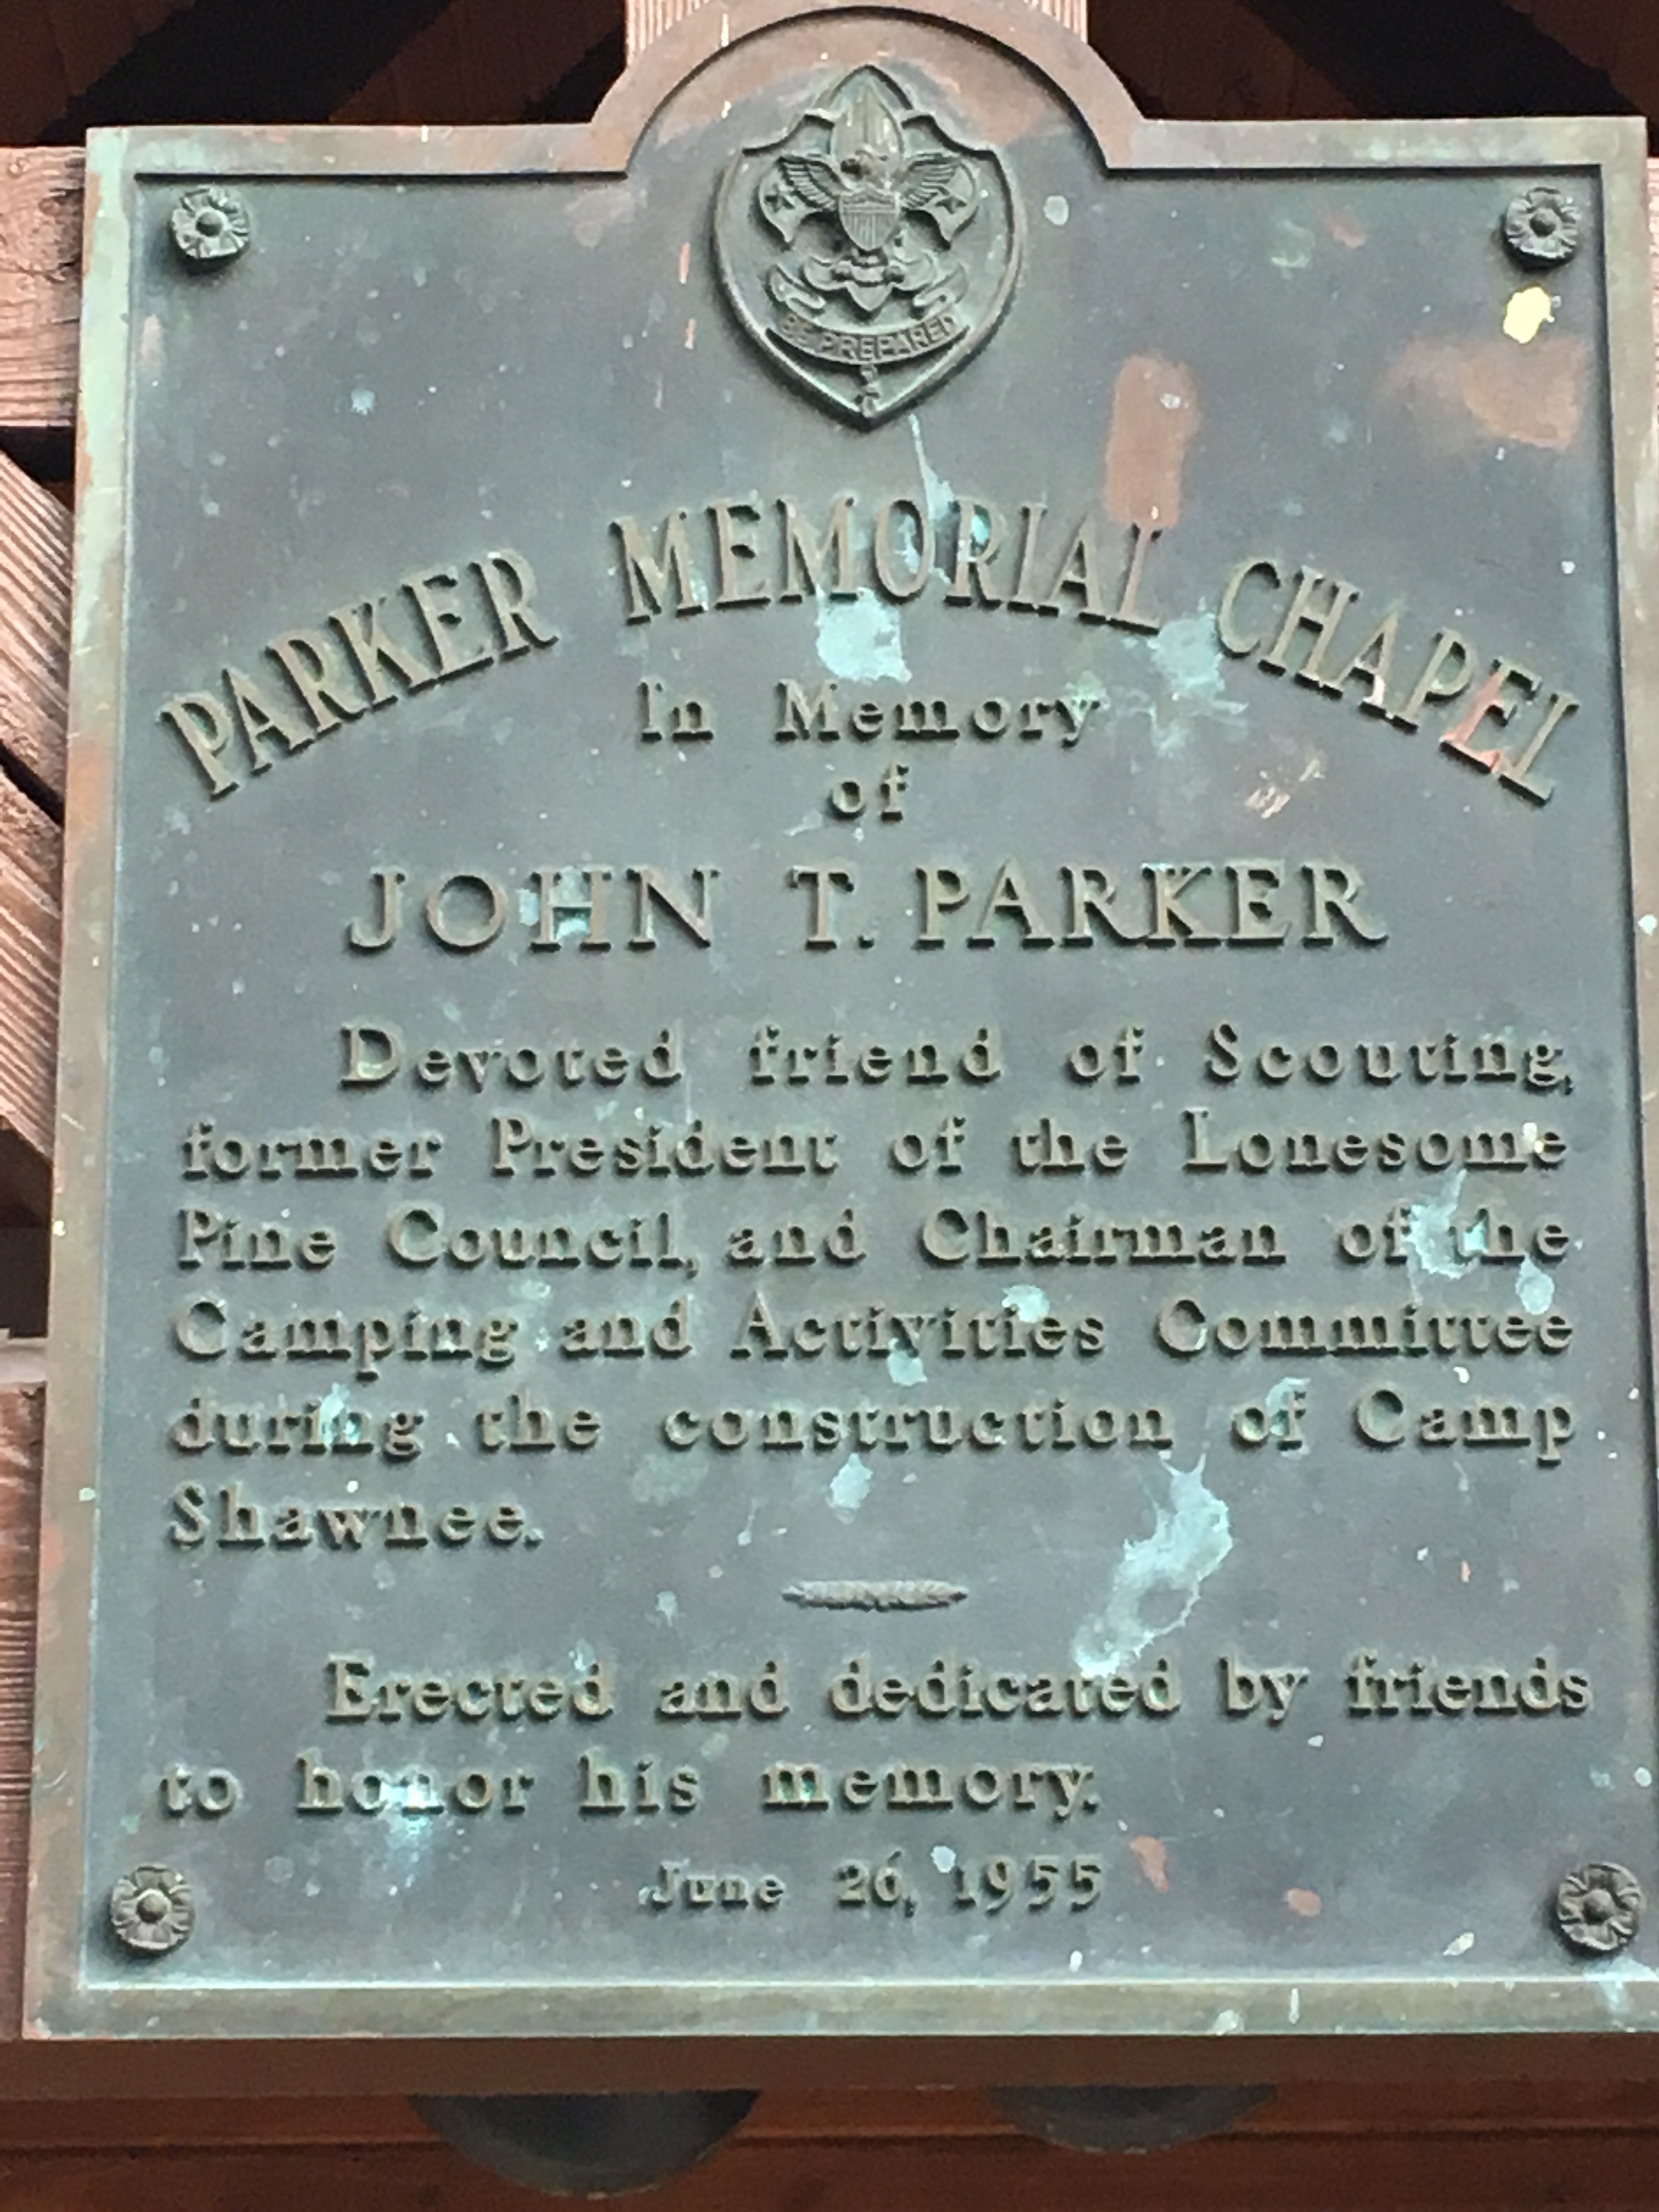 BE PREPARED
PARKER MEMORIAL CHAPEL
In Memory
of
JOHN T. PARKER
Devoted friend of Scouting,
former President of the Lonesome
Pine Council, and Chairman of the
Camping and Activities Committee
during the construction of Camp
Shawnee.
Erected and dedicated by friends
to honor his memory.
June 26, 1955